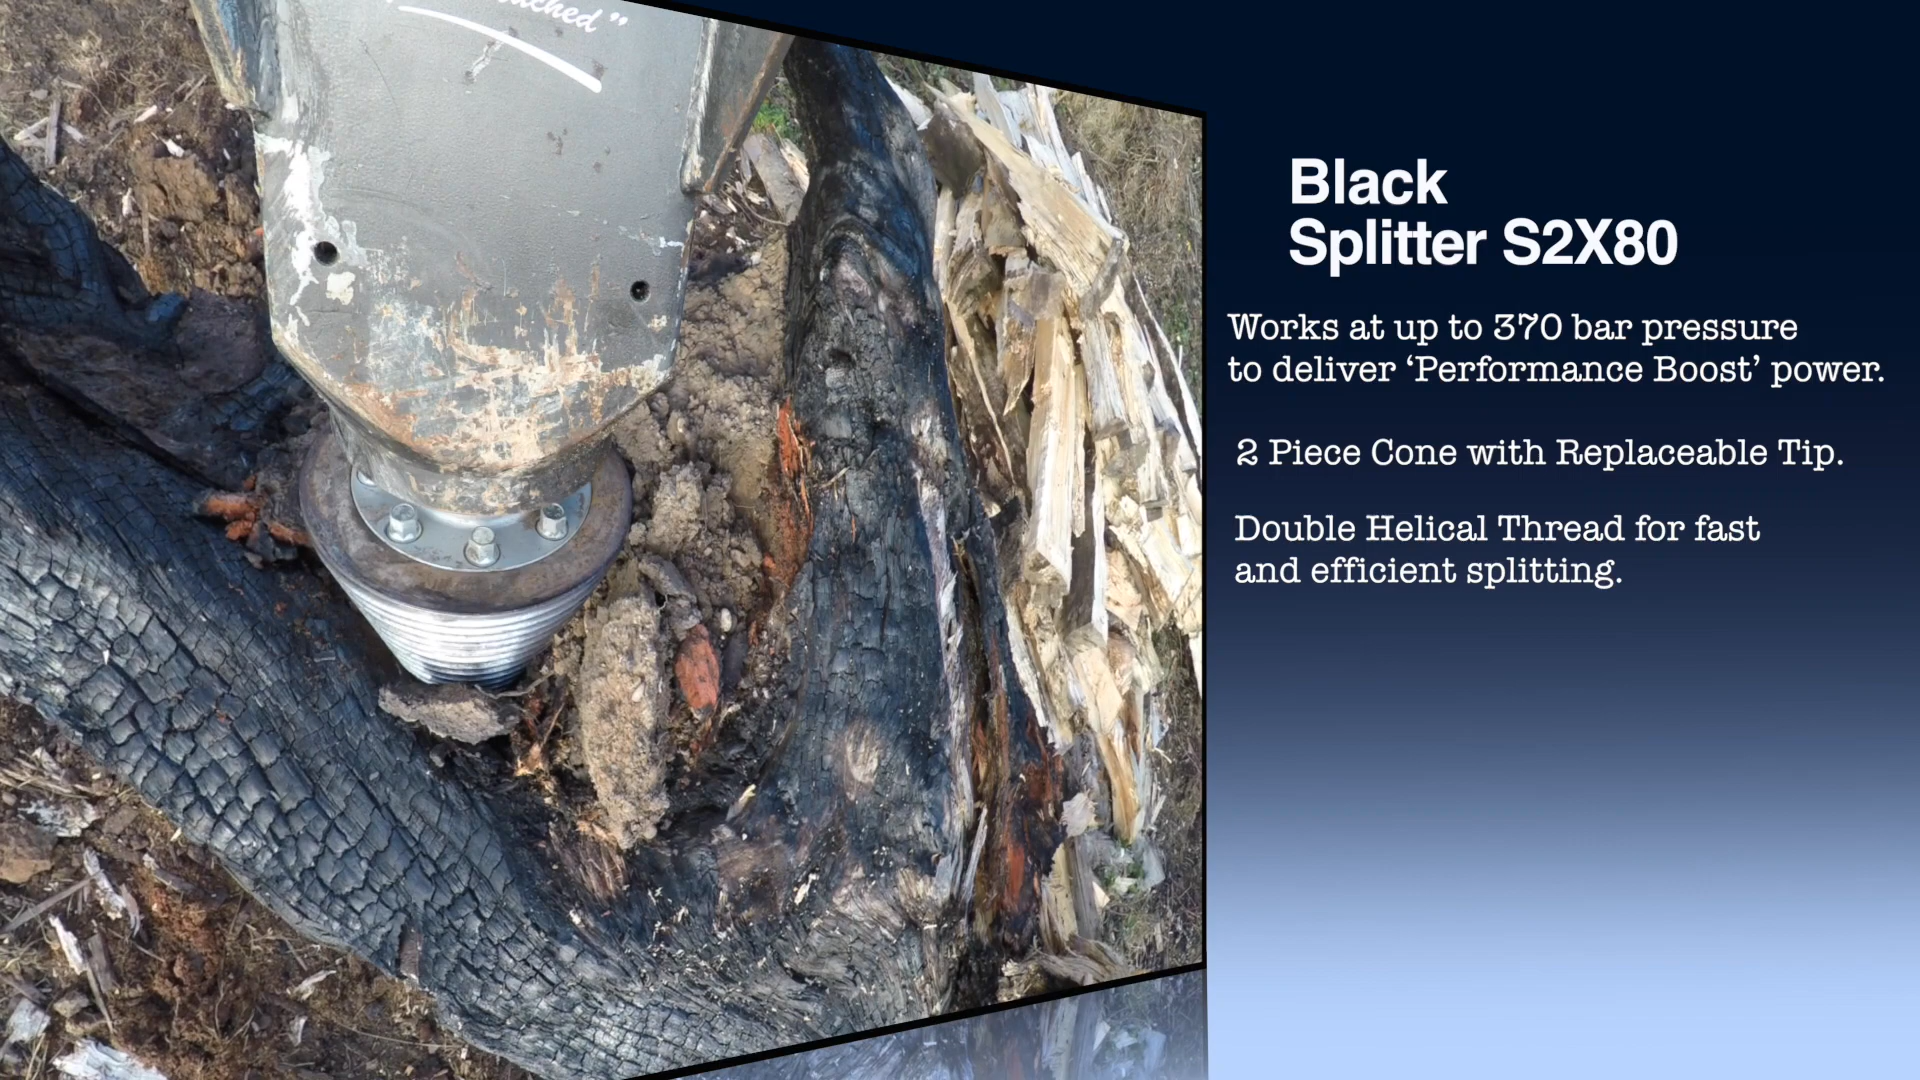 Black
Splitter S2X80
Works at up to 370 bar pressure
to deliver ‘Performance Boost’ power.
2 Piece Cone with Replaceable Tip.
Double Helical Thread for fast
and efficient splitting.